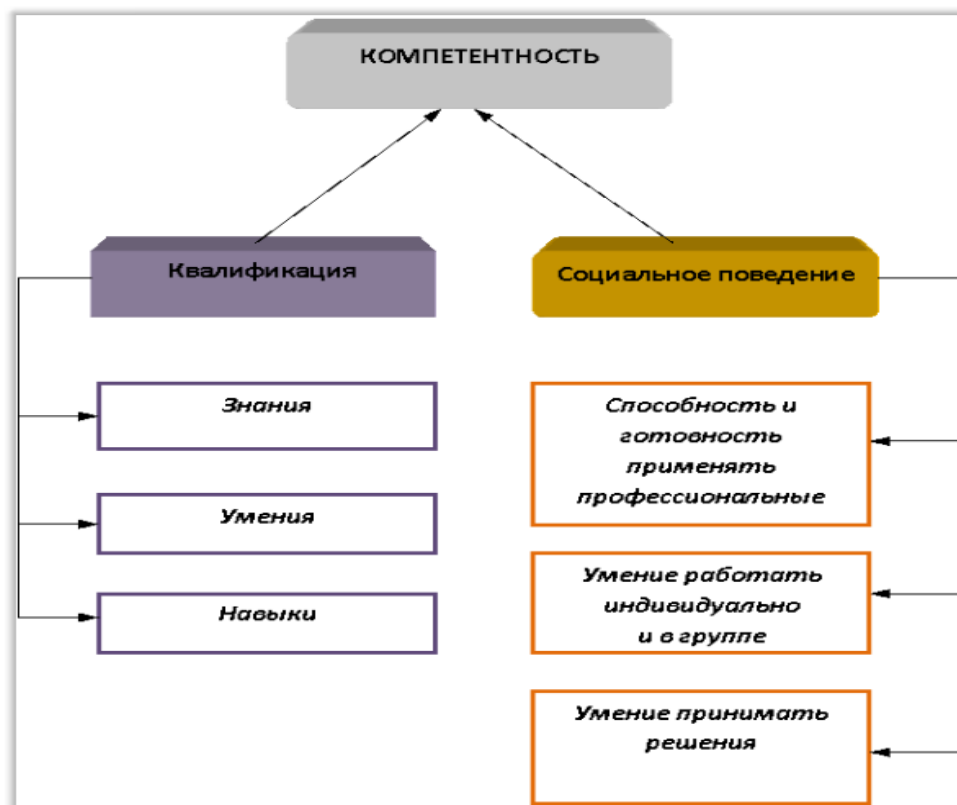 КОМПЕТЕНТНОСТЬ
Квалификация
Знания
Умения
Навыки
Социальное поведение
Способность и
готовность
применять
профессиональные
Умение работать
индивидуально
и в группе
Умение принимать
решения